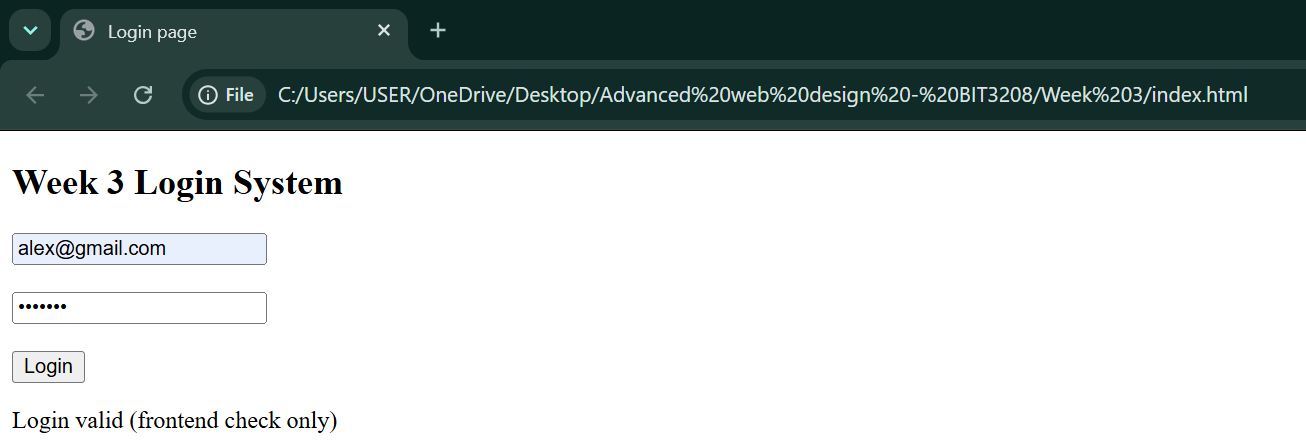 Login page
File C:/Users/USER/OneDrive/Desktop/Advanced%20web%20design%20-%20BIT3208/Week%203/index.html
Week 3 Login System
alex@gmail.com
•••••••
Login
Login valid (frontend check only)